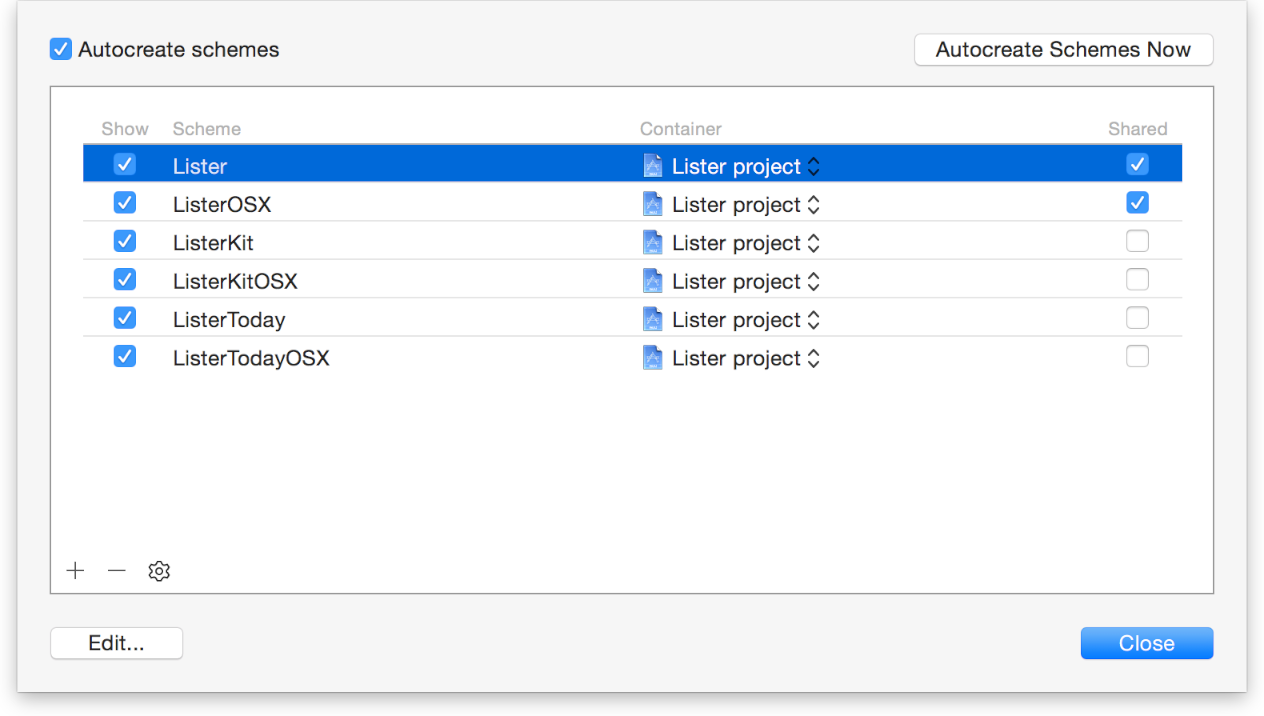 Autocreate schemes Autocreate Schemes Now
Show Scheme Container Shared
Lister Lister project
ListerOSX Lister project
ListerKit Lister project
ListerKitOSX Lister project
ListerToday Lister project
ListerTodayOSX Lister project
Edit... Close